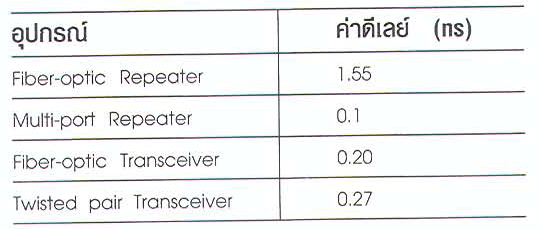 อุปกรณ์ ค่าดีเลย์ (ns)
Fiber-optic Repeater 1.55
Multi-port Repeater 0.1
Fiber-optic Transceiver 0.20
Twisted pair Transceiver 0.27